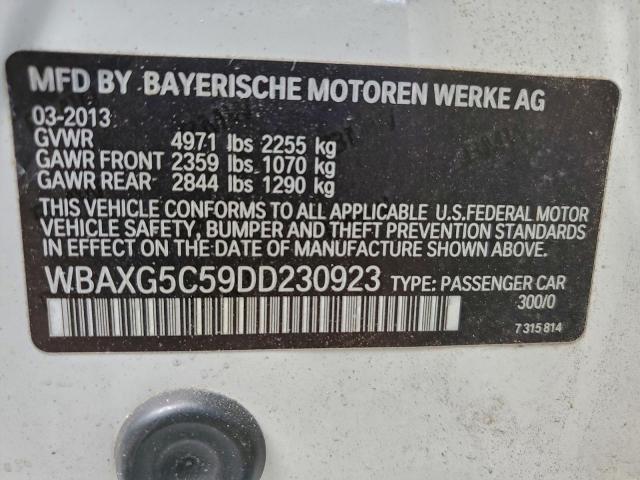 MFD BY BAYERISCHE MOTOREN WERKE AG
03-2013
GVWR 4971 lbs 2255 kg
GAWR FRONT 2359 lbs 1070 kg
GAWR REAR 2844 lbs 1290 kg
THIS VEHICLE CONFORMS TO ALL APPLICABLE U.S.FEDERAL MOTOR
VEHICLE SAFETY, BUMPER AND THEFT PREVENTION STANDARDS
IN EFFECT ON THE DATE OF MANUFACTURE SHOWN ABOVE.
WBAXG5C59DD230923 TYPE: PASSENGER CAR
300/0
7 315 814